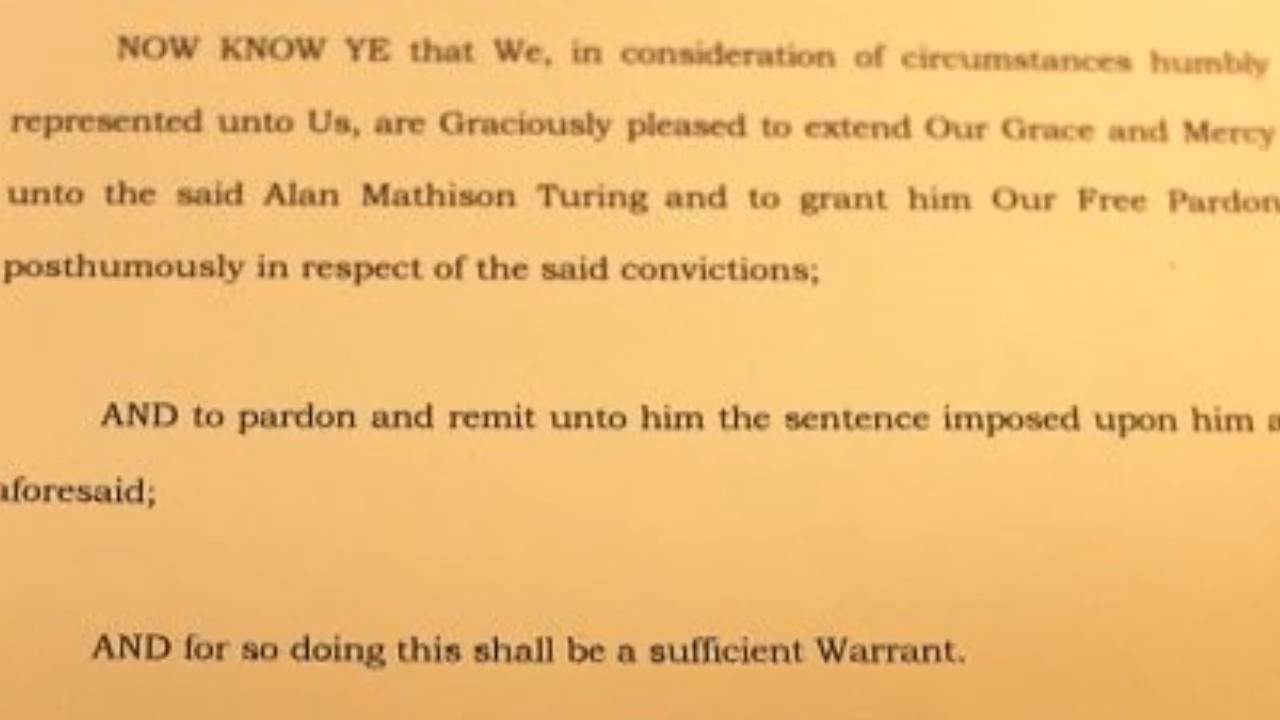 NOW KNOW YE that We, in consideration of circumstances humbly
represented unto Us, are Graciously pleased to extend Our Grace and Mercy
unto the said Alan Mathison Turing and to grant him Our Free Pardon
posthumously in respect of the said convictions;
AND to pardon and remit unto him the sentence imposed upon him a
aforesaid;
AND for so doing this shall be a sufficient Warrant.